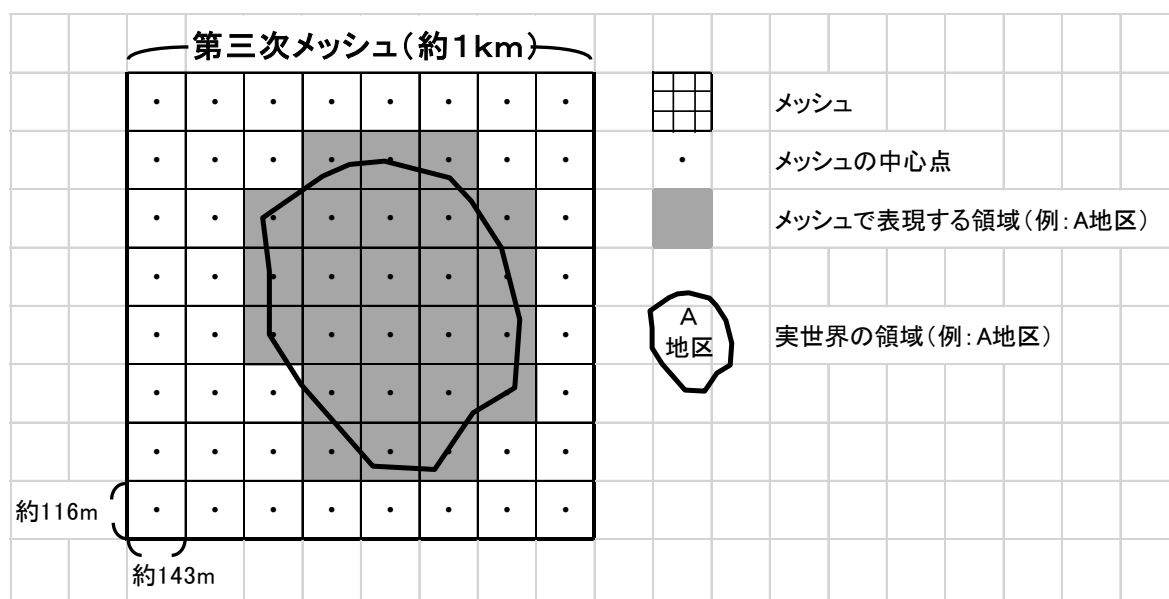 第三次メッシュ(約1km)
メッシュ
メッシュの中心点
メッシュで表現する領域(例:A地区)
A
地区
実世界の領域(例:A地区)
約116m
約143m